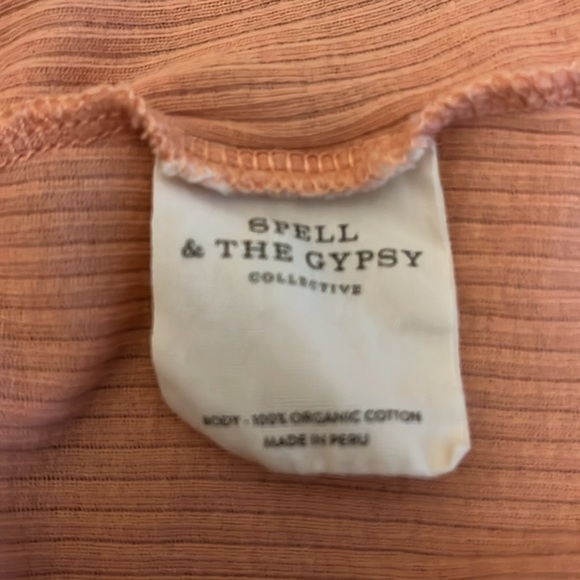 SPELL
& THE GYPSY
COLLECTIVE
BODY - 100% ORGANIC COTTON
MADE IN PERU